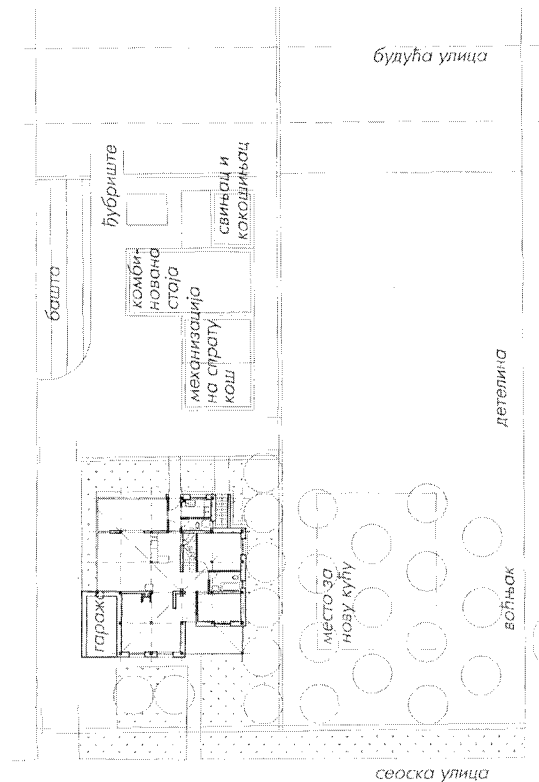 будућа улица
ђубриште
свињац и
кокошињац
башта
комби-
нована
стаја
механизација
на спрату
кош
детелина
гаража
место за
нову кућу
воћњак
сеоска улица